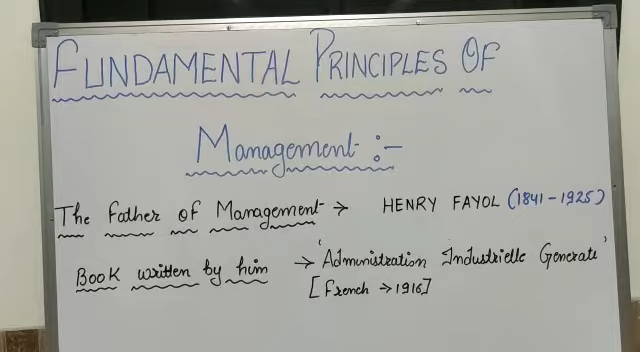 FUNDAMENTAL PRINCIPLES OF
Management :-
The Father of Management → HENRY FAYOL (1841-1925)
Book written by him → 'Administration Industrielle Generate'
[French → 1916]